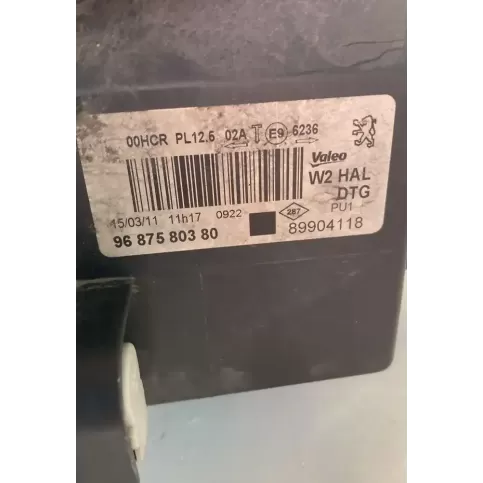 00HCR PL12.5 02A T E9 6236
Valeo
W2 HAL
DTG
PU1
15/03/11 11h17 0922
287
96 875 803 80
89904118